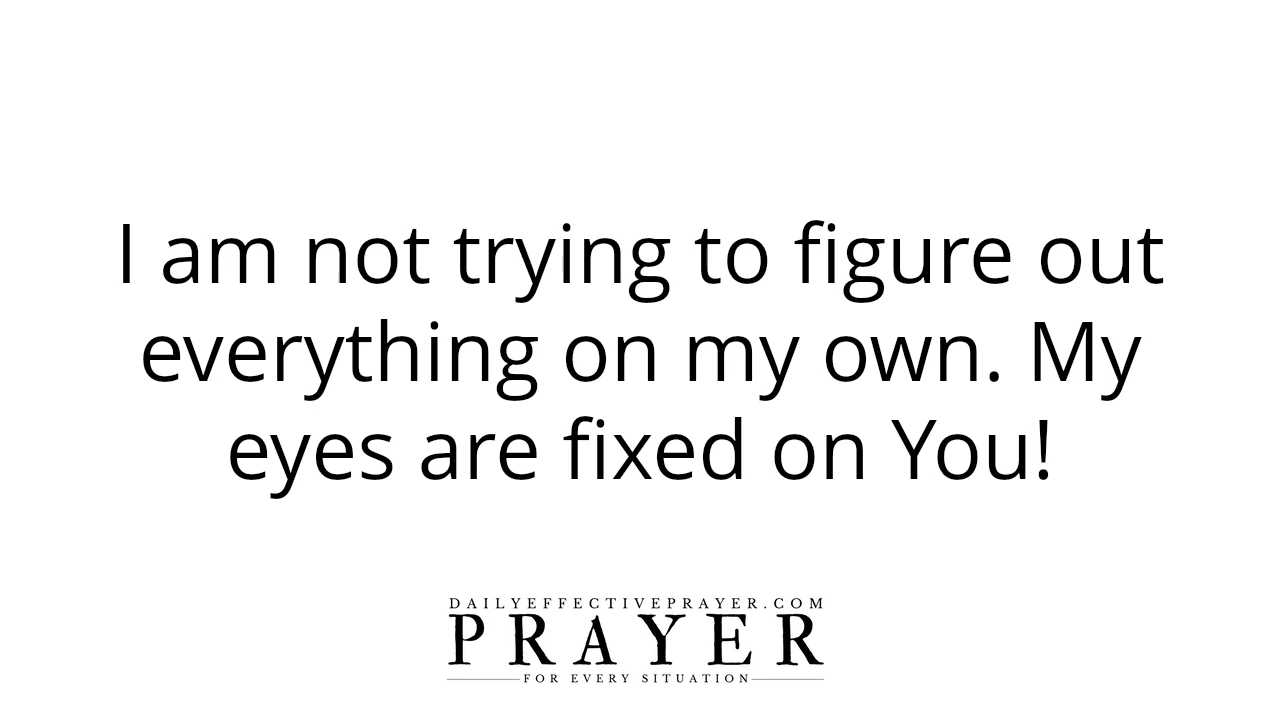 I am not trying to figure out
everything on my own. My
eyes are fixed on You!
DAILYEFFECTIVEPRAYER.COM
PRAYER
FOR EVERY SITUATION